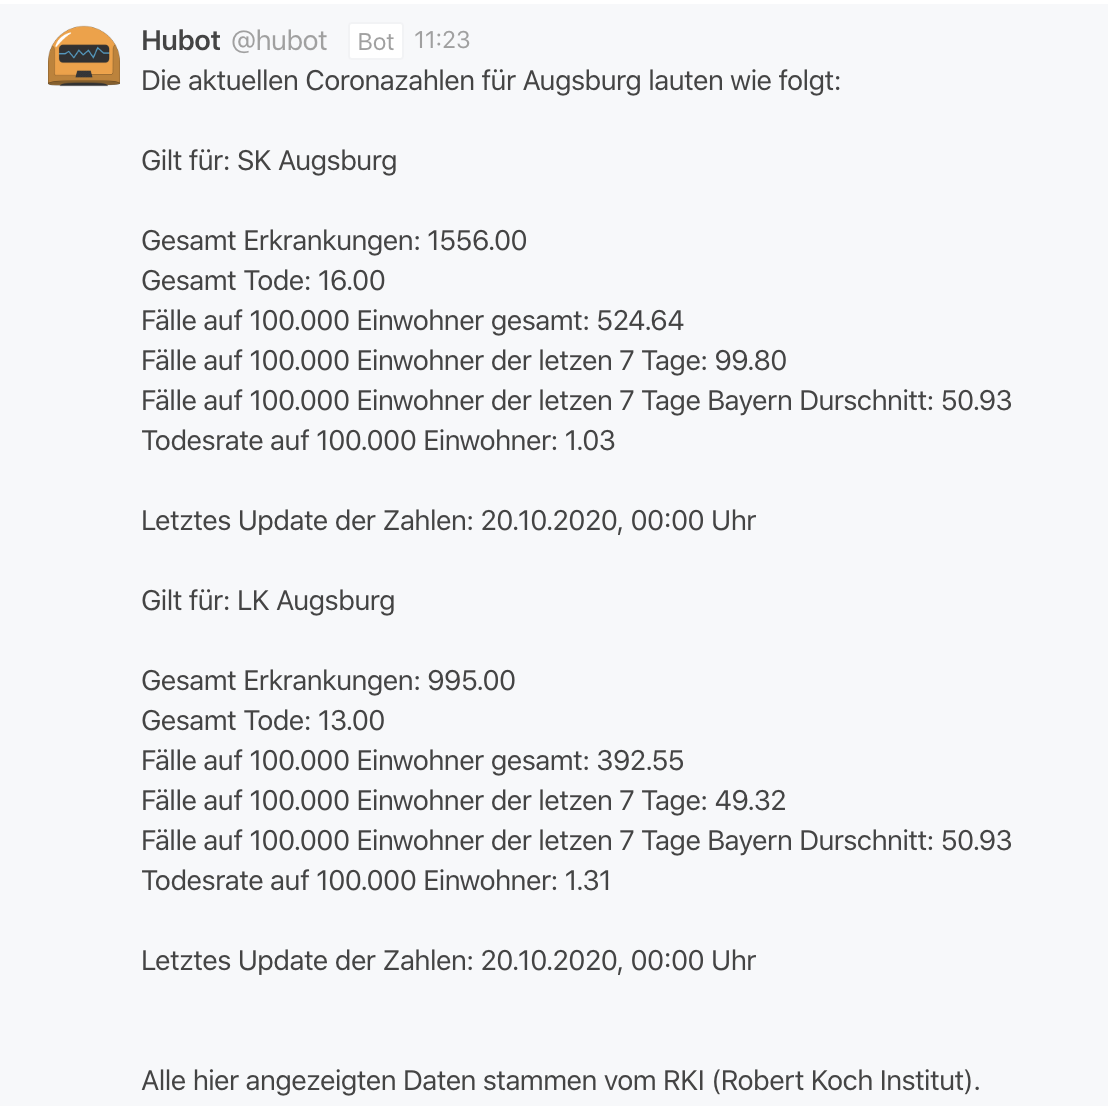 Hubot @hubot Bot 11:23
Die aktuellen Coronazahlen für Augsburg lauten wie folgt:
Gilt für: SK Augsburg
Gesamt Erkrankungen: 1556.00
Gesamt Tode: 16.00
Fälle auf 100.000 Einwohner gesamt: 524.64
Fälle auf 100.000 Einwohner der letzen 7 Tage: 99.80
Fälle auf 100.000 Einwohner der letzen 7 Tage Bayern Durschnitt: 50.93
Todesrate auf 100.000 Einwohner: 1.03
Letztes Update der Zahlen: 20.10.2020, 00:00 Uhr
Gilt für: LK Augsburg
Gesamt Erkrankungen: 995.00
Gesamt Tode: 13.00
Fälle auf 100.000 Einwohner gesamt: 392.55
Fälle auf 100.000 Einwohner der letzen 7 Tage: 49.32
Fälle auf 100.000 Einwohner der letzen 7 Tage Bayern Durschnitt: 50.93
Todesrate auf 100.000 Einwohner: 1.31
Letztes Update der Zahlen: 20.10.2020, 00:00 Uhr
Alle hier angezeigten Daten stammen vom RKI (Robert Koch Institut).